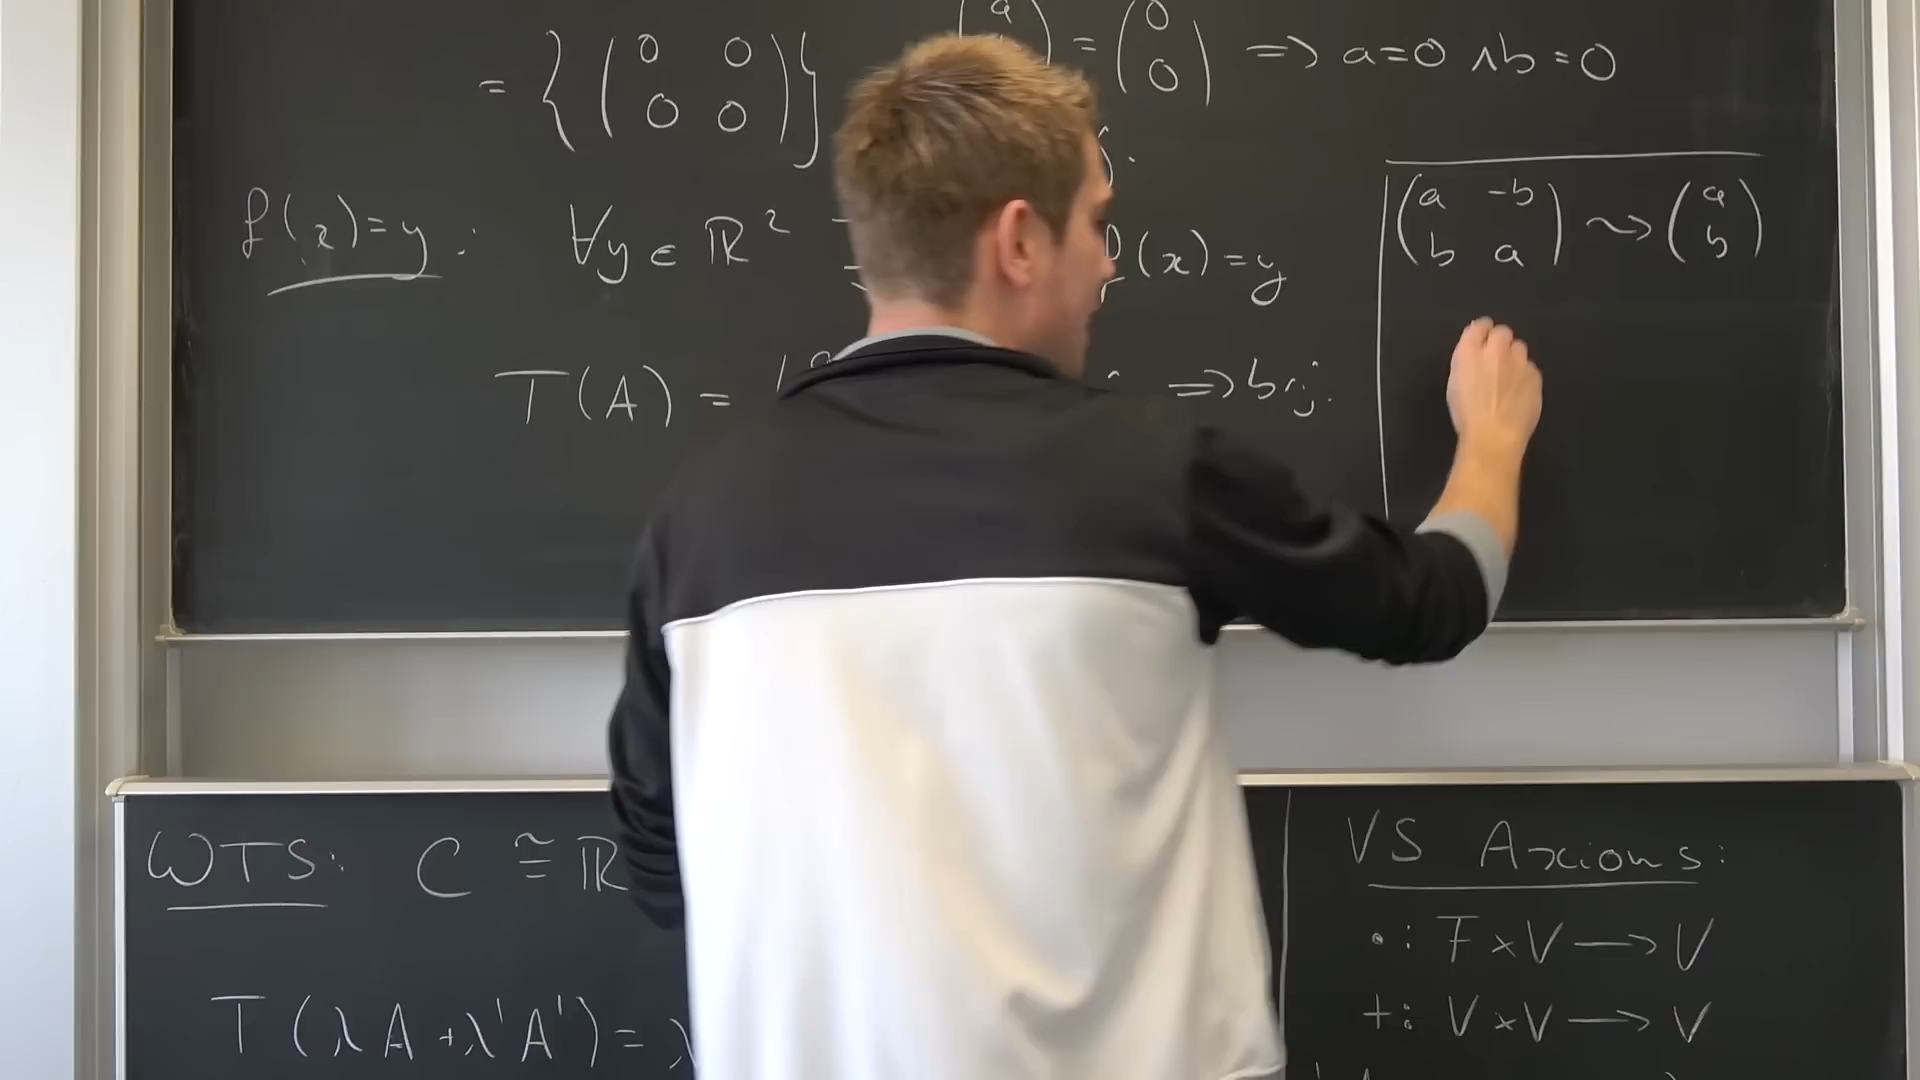 = { ( 0 0
0 0 ) }
= ( 0
0 ) => a=0 ∧b=0
f(x)=y : ∀y ∈ ℝ² f(x)=y
T(A) = => bij.
( a -b
b a ) ⤳ ( a
b )
WTS: C ≅ ℝ
T(λA+λ'A') = λ
VS Axioms:
• : F×V → V
+: V×V → V